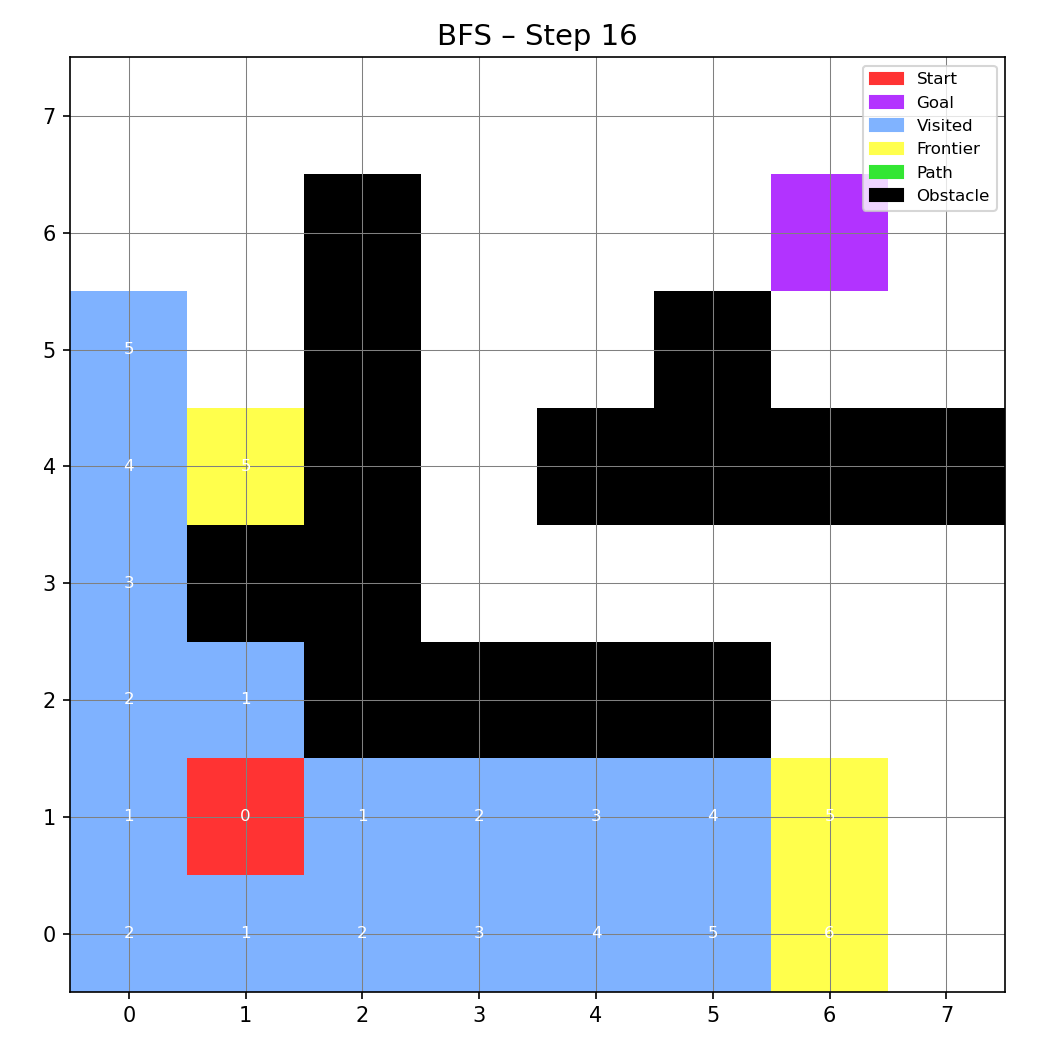 BFS – Step 16
Start
Goal
Visited
Frontier
Path
Obstacle
7
6
5 5
4 4 5
3 3
2 2 1
1 1 0 1 2 3 4 5
0 2 1 2 3 4 5 6
0 1 2 3 4 5 6 7